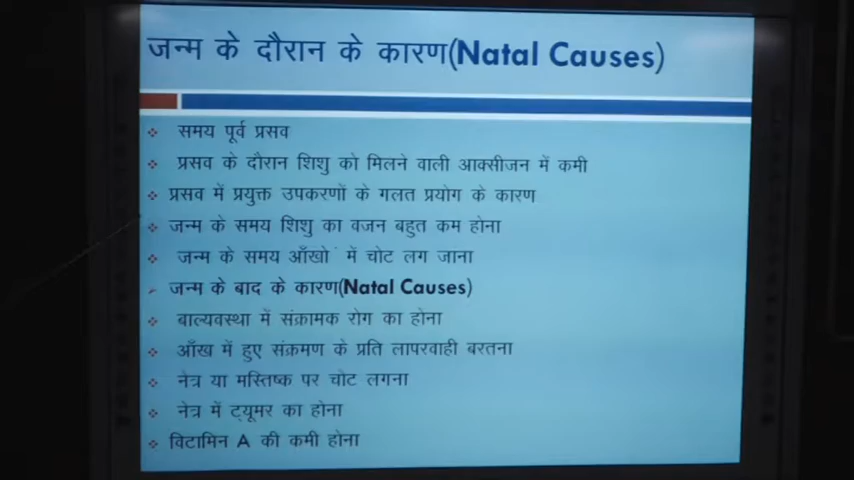 जन्म के दौरान के कारण(Natal Causes)
समय पूर्व प्रसव
प्रसव के दौरान शिशु को मिलने वाली आक्सीजन में कमी
प्रसव में प्रयुक्त उपकरणों के गलत प्रयोग के कारण
जन्म के समय शिशु का वजन बहुत कम होना
जन्म के समय आँखो में चोट लग जाना
जन्म के बाद के कारण(Natal Causes)
बाल्यवस्था में संक्रामक रोग का होना
आँख में हुए संक्रमण के प्रति लापरवाही बरतना
नेत्र या मस्तिष्क पर चोट लगना
नेत्र में ट्यूमर का होना
विटामिन A की कमी होना